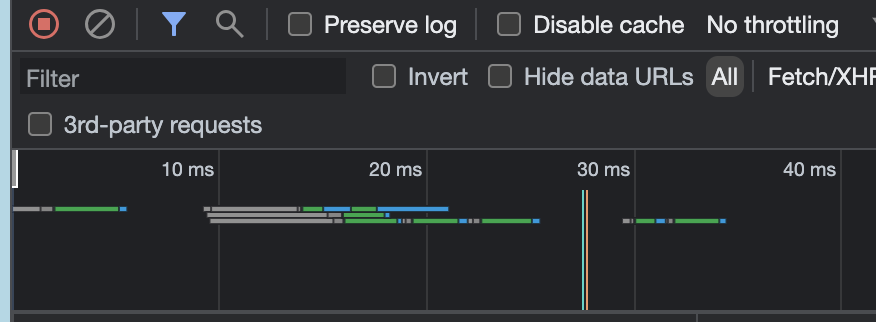 Preserve log Disable cache No throttling
Filter Invert Hide data URLs All Fetch/XHR
3rd-party requests
10 ms 20 ms 30 ms 40 ms